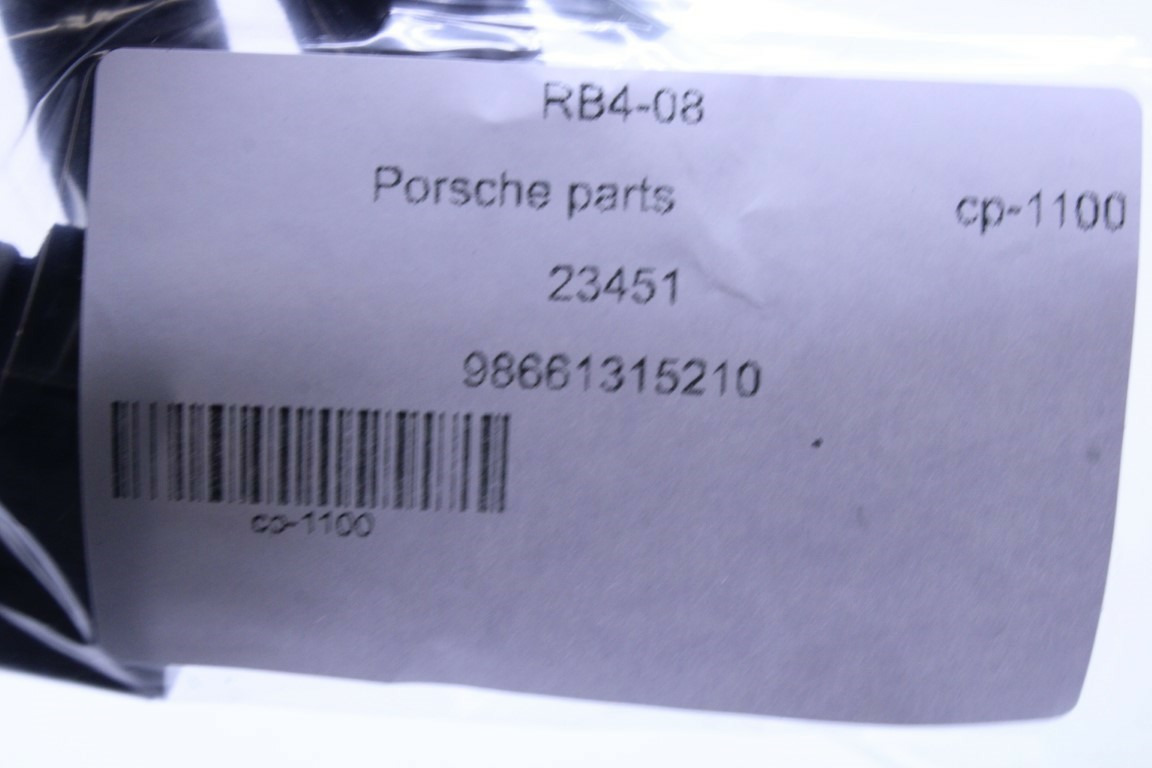 RB4-08
Porsche parts
cp-1100
23451
98661315210
cp-1100